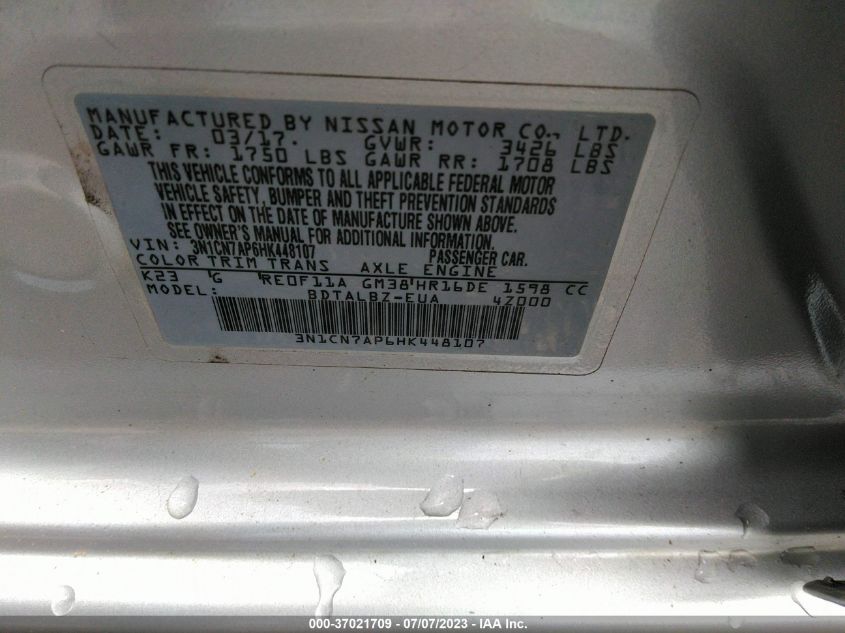 MANUFACTURED BY NISSAN MOTOR CO., LTD.
DATE: 03/17. GVWR: 3426 LBS
GAWR FR: 1750 LBS GAWR RR: 1708 LBS
THIS VEHICLE CONFORMS TO ALL APPLICABLE FEDERAL MOTOR
VEHICLE SAFETY, BUMPER AND THEFT PREVENTION STANDARDS
IN EFFECT ON THE DATE OF MANUFACTURE SHOWN ABOVE.
SEE OWNER'S MANUAL FOR ADDITIONAL INFORMATION.
VIN: 3N1CN7AP6HK448107 PASSENGER CAR.
COLOR TRIM TRANS AXLE ENGINE
K23 G RE0F11A GM38 HR16DE 1598 CC
MODEL: BDTALBZ-EUA 4Z000
3N1CN7AP6HK448107
000-37021709 - 07/07/2023 - IAA Inc.